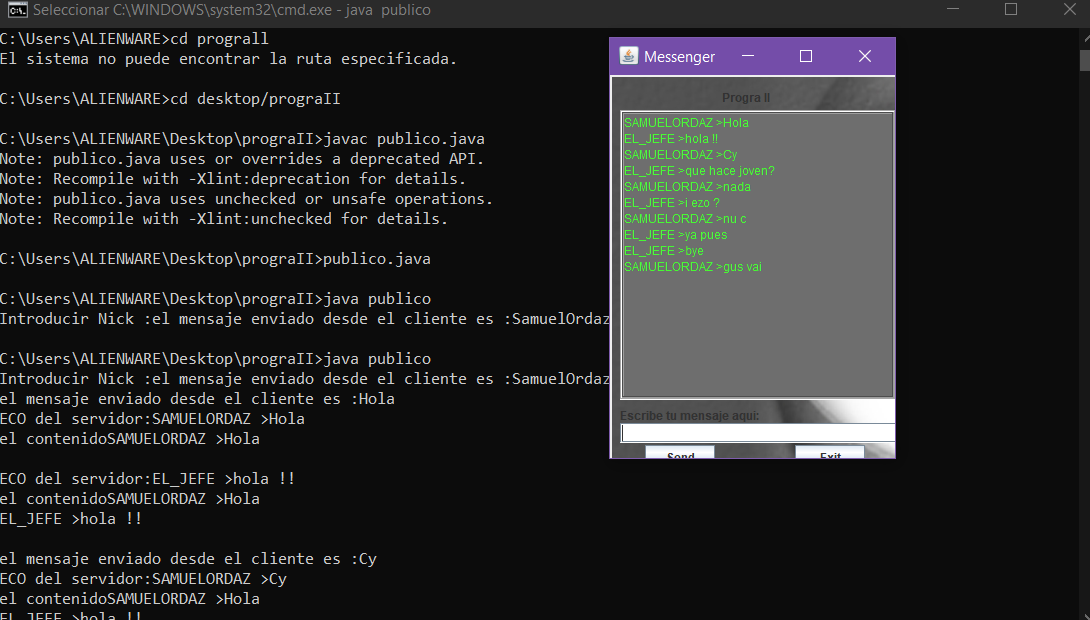 Seleccionar C:\WINDOWS\system32\cmd.exe - java publico
C:\Users\ALIENWARE>cd prograll
El sistema no puede encontrar la ruta especificada.
C:\Users\ALIENWARE>cd desktop/prograII
C:\Users\ALIENWARE\Desktop\prograII>javac publico.java
Note: publico.java uses or overrides a deprecated API.
Note: Recompile with -Xlint:deprecation for details.
Note: publico.java uses unchecked or unsafe operations.
Note: Recompile with -Xlint:unchecked for details.
C:\Users\ALIENWARE\Desktop\prograII>publico.java
C:\Users\ALIENWARE\Desktop\prograII>java publico
Introducir Nick :el mensaje enviado desde el cliente es :SamuelOrdaz
C:\Users\ALIENWARE\Desktop\prograII>java publico
Introducir Nick :el mensaje enviado desde el cliente es :SamuelOrdaz
el mensaje enviado desde el cliente es :Hola
ECO del servidor:SAMUELORDAZ >Hola
el contenidoSAMUELORDAZ >Hola
ECO del servidor:EL_JEFE >hola !!
el contenidoSAMUELORDAZ >Hola
EL_JEFE >hola !!
el mensaje enviado desde el cliente es :Cy
ECO del servidor:SAMUELORDAZ >Cy
el contenidoSAMUELORDAZ >Hola
EL_JEFE >hola !!
Messenger
Progra II
SAMUELORDAZ >Hola
EL_JEFE >hola !!
SAMUELORDAZ >Cy
EL_JEFE >que hace joven?
SAMUELORDAZ >nada
EL_JEFE >i ezo ?
SAMUELORDAZ >nu c
EL_JEFE >ya pues
EL_JEFE >bye
SAMUELORDAZ >gus vai
Escribe tu mensaje aqui:
Send
Exit